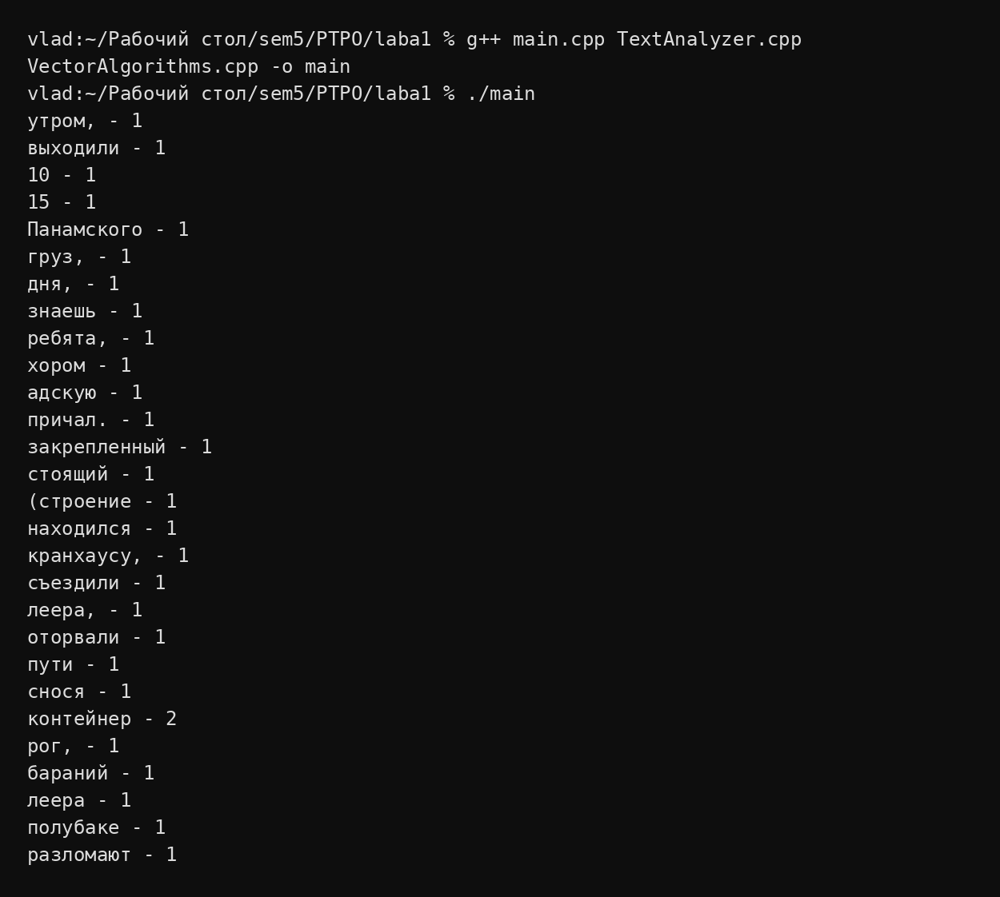 vlad:~/Рабочий стол/sem5/PTPO/laba1 % g++ main.cpp TextAnalyzer.cpp
VectorAlgorithms.cpp -o main
vlad:~/Рабочий стол/sem5/PTPO/laba1 % ./main
утром, - 1
выходили - 1
10 - 1
15 - 1
Панамского - 1
груз, - 1
дня, - 1
знаешь - 1
ребята, - 1
хором - 1
адскую - 1
причал. - 1
закрепленный - 1
стоящий - 1
(строение - 1
находился - 1
кранхаусу, - 1
съездили - 1
леера, - 1
оторвали - 1
пути - 1
снося - 1
контейнер - 2
рог, - 1
бараний - 1
леера - 1
полубаке - 1
разломают - 1